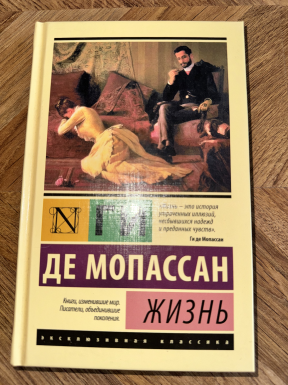 «Жизнь – это история
утраченных иллюзий,
несбывшихся надежд
и преданных чувств».
Ги де Мопассан
N
ГИ
ДЕ МОПАССАН
Книги, изменившие мир.
Писатели, объединившие
поколения.
ЖИЗНЬ
ЭКСКЛЮЗИВНАЯ КЛАССИКА